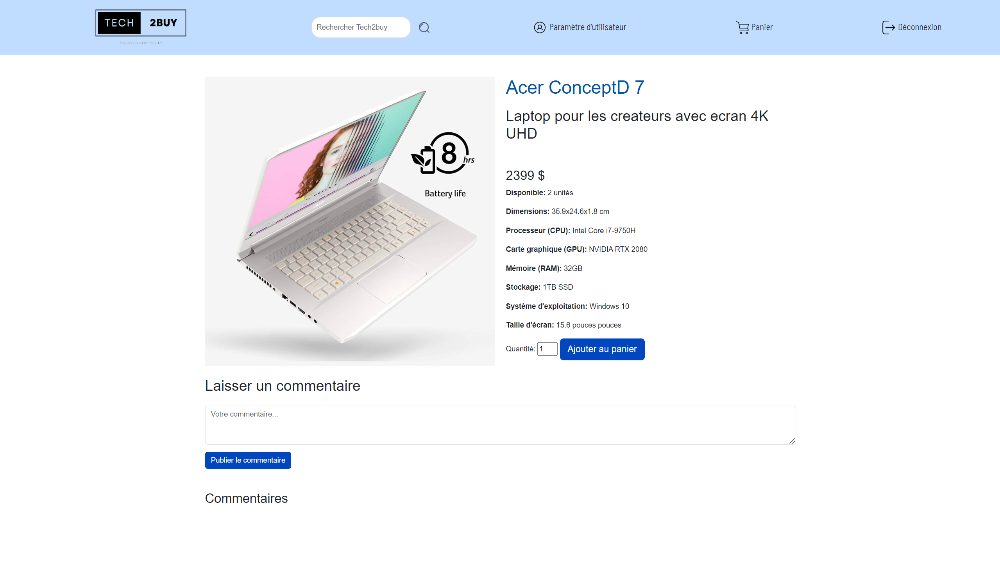 TECH 2BUY
Magazinez-Revendez-Recyclez
Rechercher Tech2buy
Paramètre d'utilisateur
Panier
Déconnexion
8 hrs
Battery life
Acer ConceptD 7
Laptop pour les createurs avec ecran 4K
UHD
2399 $
Disponible: 2 unités
Dimensions: 35.9x24.6x1.8 cm
Processeur (CPU): Intel Core i7-9750H
Carte graphique (GPU): NVIDIA RTX 2080
Mémoire (RAM): 32GB
Stockage: 1TB SSD
Système d'exploitation: Windows 10
Taille d'écran: 15.6 pouces pouces
Quantité: 1 Ajouter au panier
Laisser un commentaire
Votre commentaire...
Publier le commentaire
Commentaires